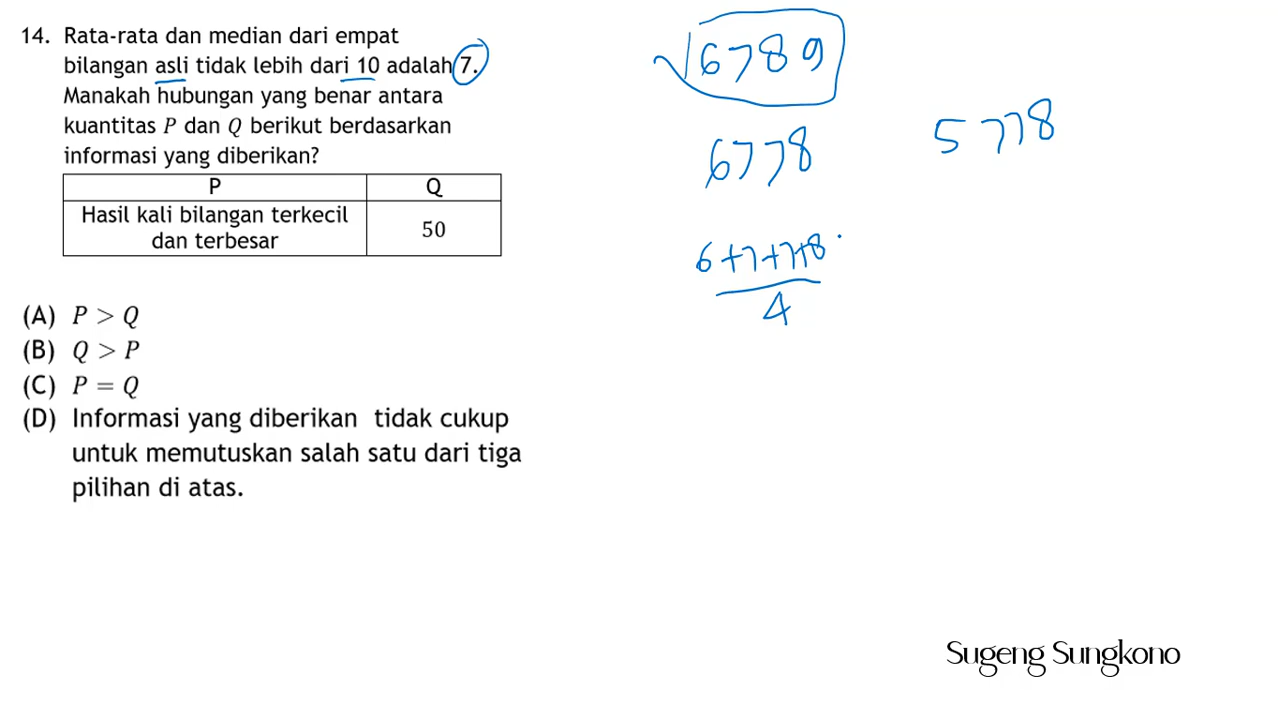 14. Rata-rata dan median dari empat
bilangan asli tidak lebih dari 10 adalah 7.
Manakah hubungan yang benar antara
kuantitas P dan Q berikut berdasarkan
informasi yang diberikan?
P Q
Hasil kali bilangan terkecil
dan terbesar
50
(A) P > Q
(B) Q > P
(C) P = Q
(D) Informasi yang diberikan tidak cukup
untuk memutuskan salah satu dari tiga
pilihan di atas.
√6789
6778
5778
6+7+7+8
4
Sugeng Sungkono